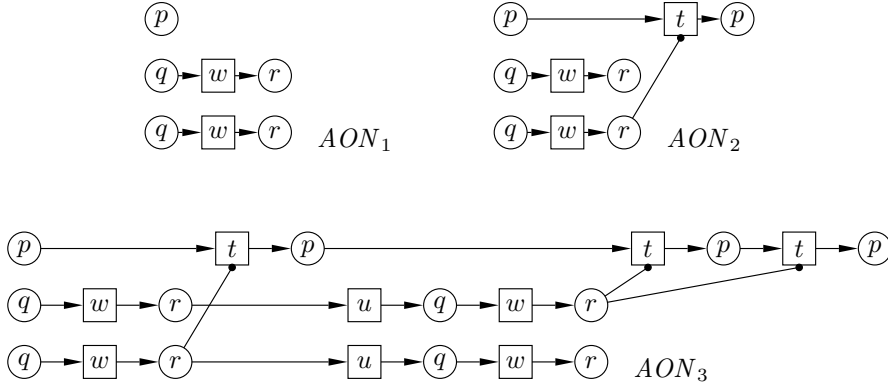 p p t p
q w r q w r
q w r AON₁ q w r AON₂
p t p t p t p
q w r u q w r
q w r u q w r AON₃